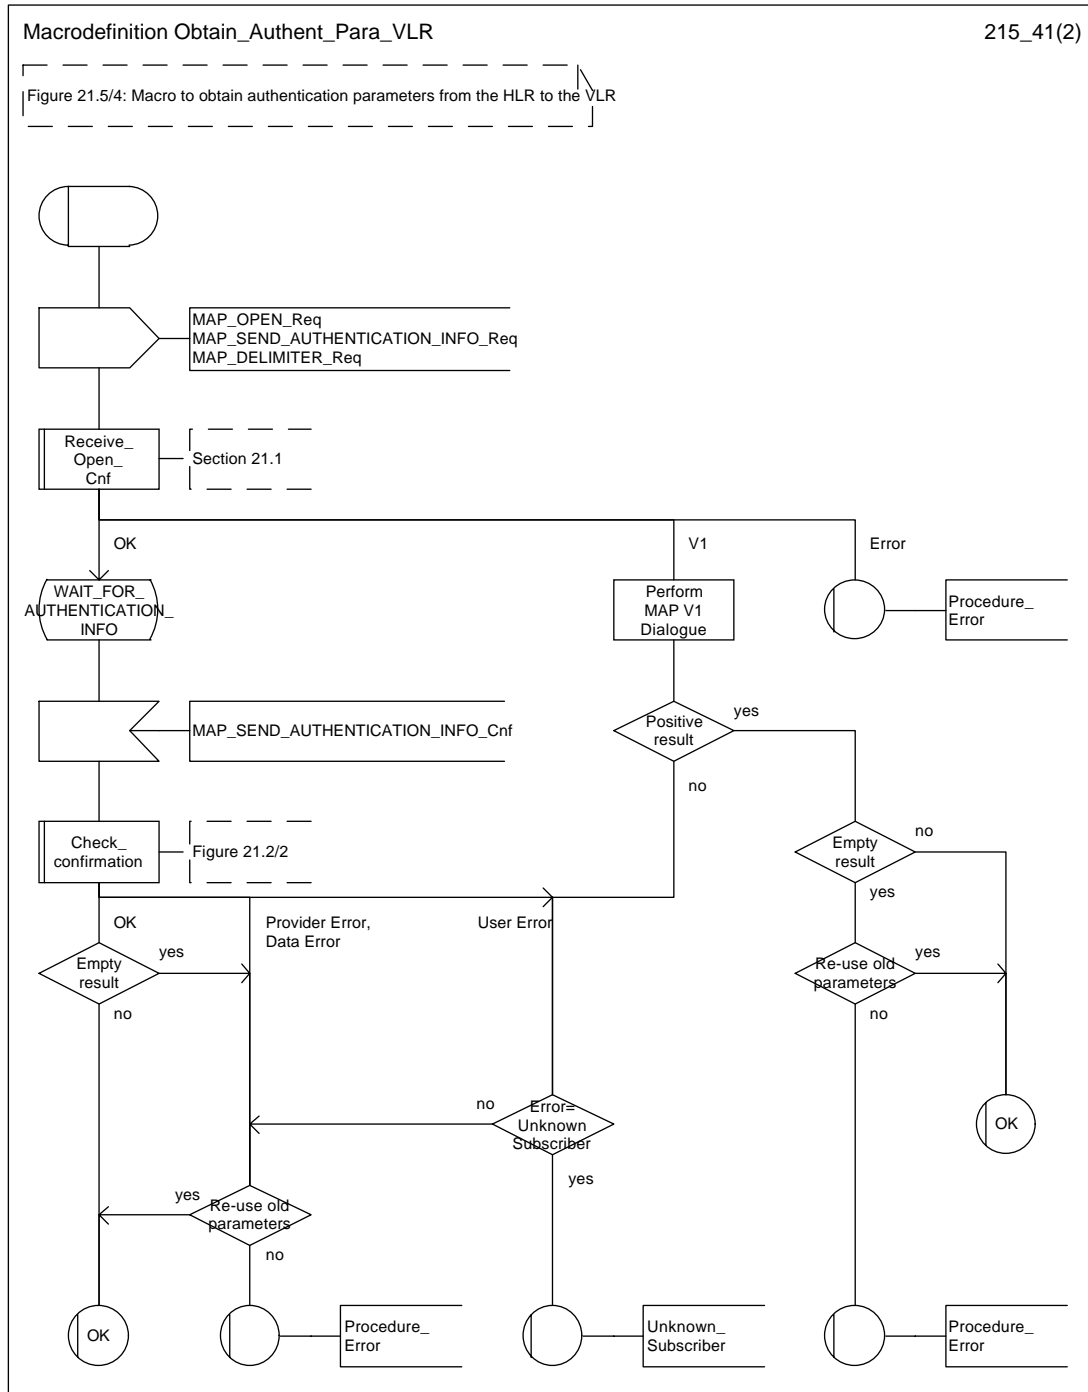 Macrodefinition Obtain_Authent_Para_VLR
215_41(2)
Figure 21.5/4: Macro to obtain authentication parameters from the HLR to the VLR
MAP_OPEN_Req
MAP_SEND_AUTHENTICATION_INFO_Req
MAP_DELIMITER_Req
Receive_
Open_
Cnf
Section 21.1
OK
V1
Error
WAIT_FOR_
AUTHENTICATION_
INFO
Perform
MAP V1
Dialogue
Procedure_
Error
MAP_SEND_AUTHENTICATION_INFO_Cnf
Positive
result
yes
no
Check_
confirmation
Figure 21.2/2
Empty
result
no
yes
OK
Provider Error,
Data Error
User Error
Empty
result
yes
no
Re-use old
parameters
yes
no
Error=
Unknown
Subscriber
no
yes
OK
Re-use old
parameters
yes
no
OK
Procedure_
Error
Unknown_
Subscriber
Procedure_
Error